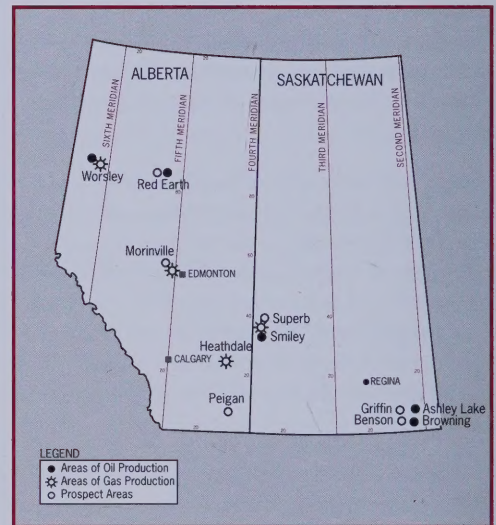 ALBERTA
SASKATCHEWAN
SIXTH MERIDIAN
FIFTH MERIDIAN
FOURTH MERIDIAN
THIRD MERIDIAN
SECOND MERIDIAN
Worsley
Red Earth
Morinville
EDMONTON
Superb
Smiley
Heathdale
CALGARY
Peigan
REGINA
Griffin
Ashley Lake
Benson
Browning
LEGEND
Areas of Oil Production
Areas of Gas Production
Prospect Areas